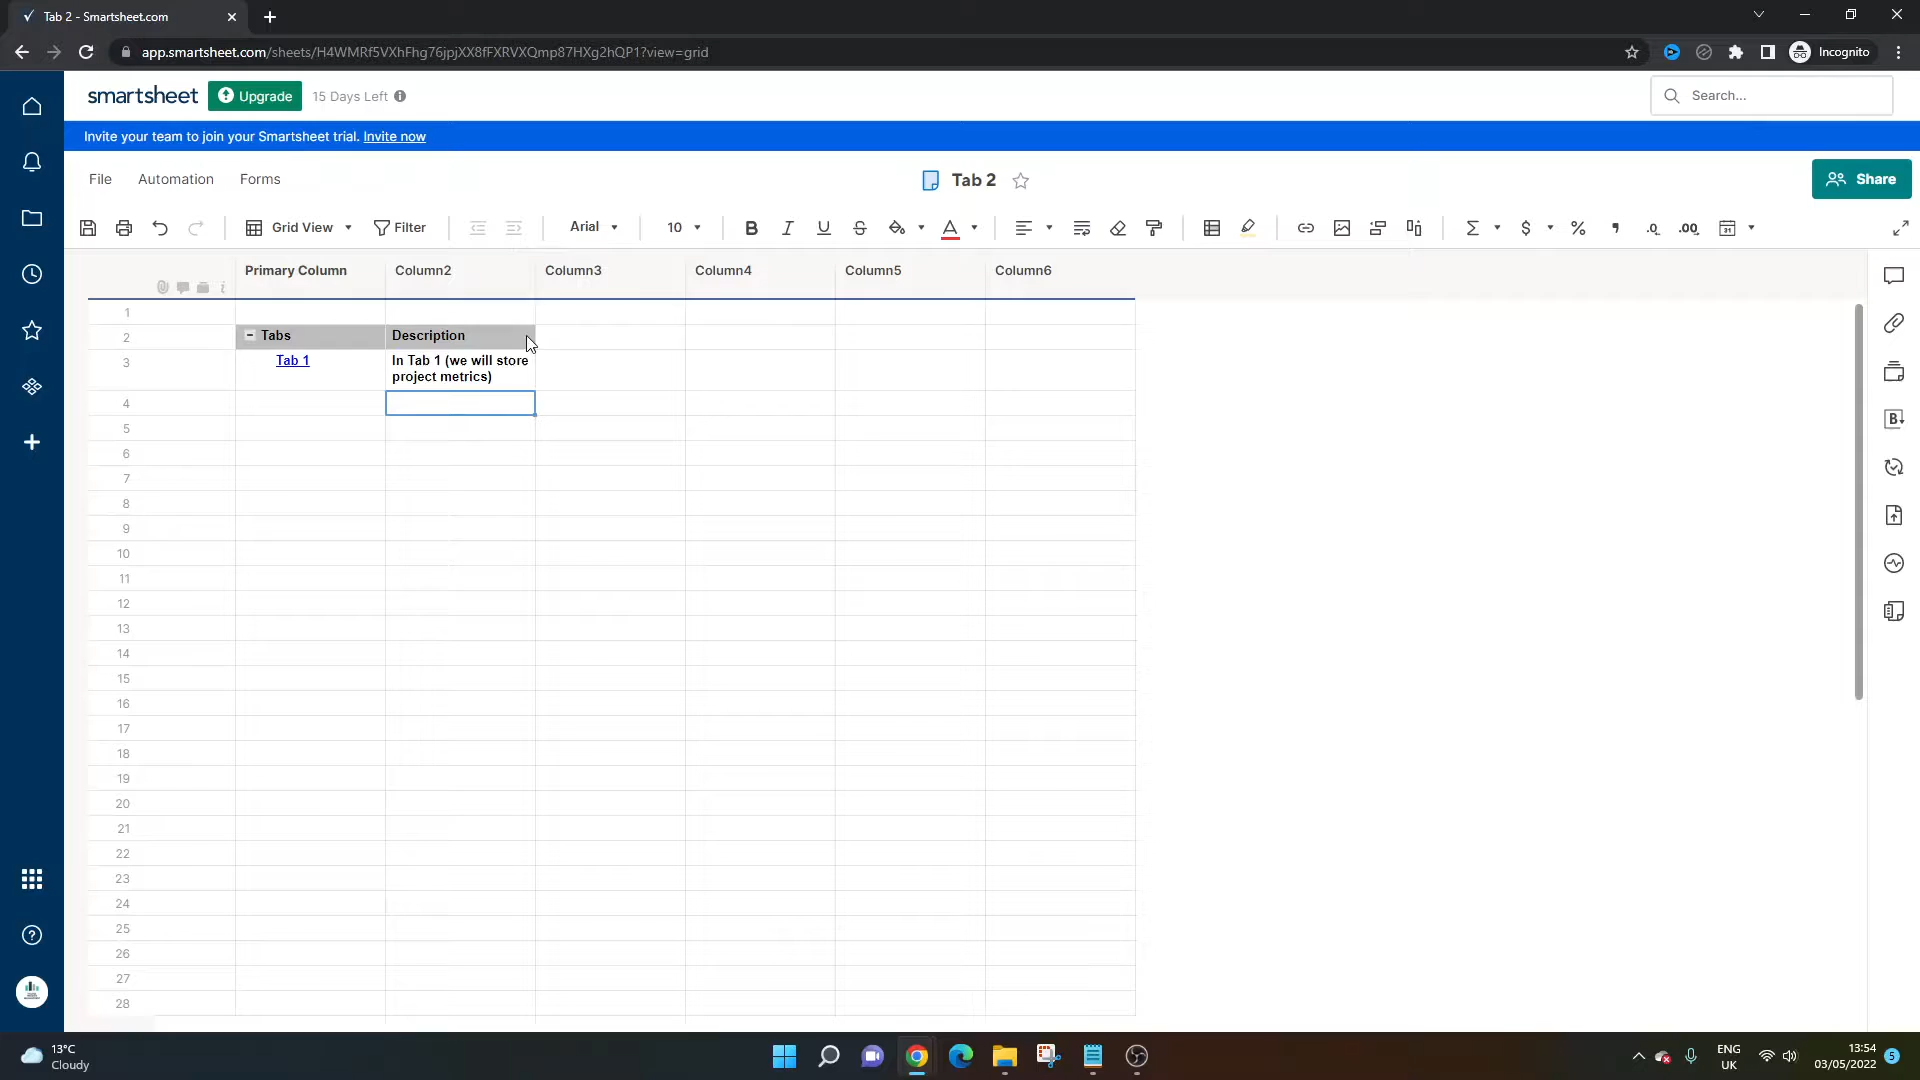 Tab 2 - Smartsheet.com
app.smartsheet.com/sheets/H4WMRf5VXhFhg76jpjXX8fFXRVXQmp87HXg2hQP1?view=grid
Incognito
smartsheet Upgrade 15 Days Left
Search...
Invite your team to join your Smartsheet trial. Invite now
File Automation Forms
Tab 2
Share
Grid View Filter Arial 10 B I U S A Σ $ % , .0 .00 31
Primary Column Column2 Column3 Column4 Column5 Column6
1
2 Tabs Description
3 Tab 1 In Tab 1 (we will store
project metrics)
4
5
6
7
8
9
10
11
12
13
14
15
16
17
18
19
20
21
22
23
24
25
26
27
28
13°C
Cloudy
ENG
UK
13:54
03/05/2022
5